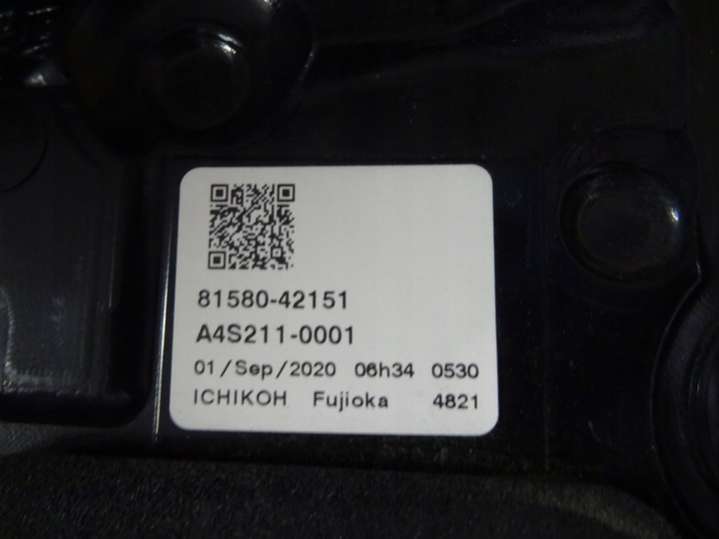 81580-42151
A4S211-0001
01/Sep/2020 06h34 0530
ICHIKOH Fujioka 4821